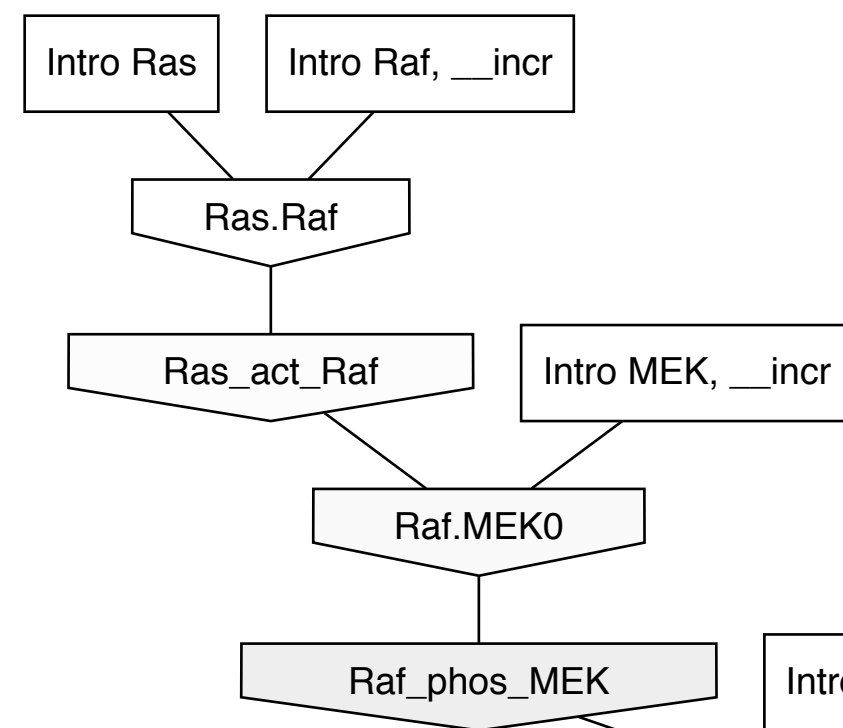 Intro Ras
Intro Raf, __incr
Ras.Raf
Ras_act_Raf
Intro MEK, __incr
Raf.MEK0
Raf_phos_MEK